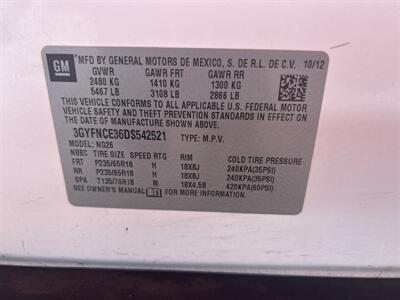 GM
MFD BY GENERAL MOTORS DE MEXICO, S. DE R.L. DE C.V. 10/12
GVWR GAWR FRT GAWR RR
2480 KG 1410 KG 1300 KG
5467 LB 3108 LB 2866 LB
THIS VEHICLE CONFORMS TO ALL APPLICABLE U.S. FEDERAL MOTOR
VEHICLE SAFETY AND THEFT PREVENTION STANDARDS IN EFFECT ON
THE DATE OF MANUFACTURE SHOWN ABOVE.
3GYFNCE36DS542521 TYPE: M.P.V.
MODEL: NG26
NBBC TIRE SIZE SPEED RTG RIM COLD TIRE PRESSURE
FRT P235/65R18 H 18X8J 240KPA(35PSI)
RR P235/65R18 H 18X8J 240KPA(35PSI)
SPA T135/70R18 M 18X4.5B 420KPA(60PSI)
SEE OWNER'S MANUAL FOR ADDITIONAL INFORMATION